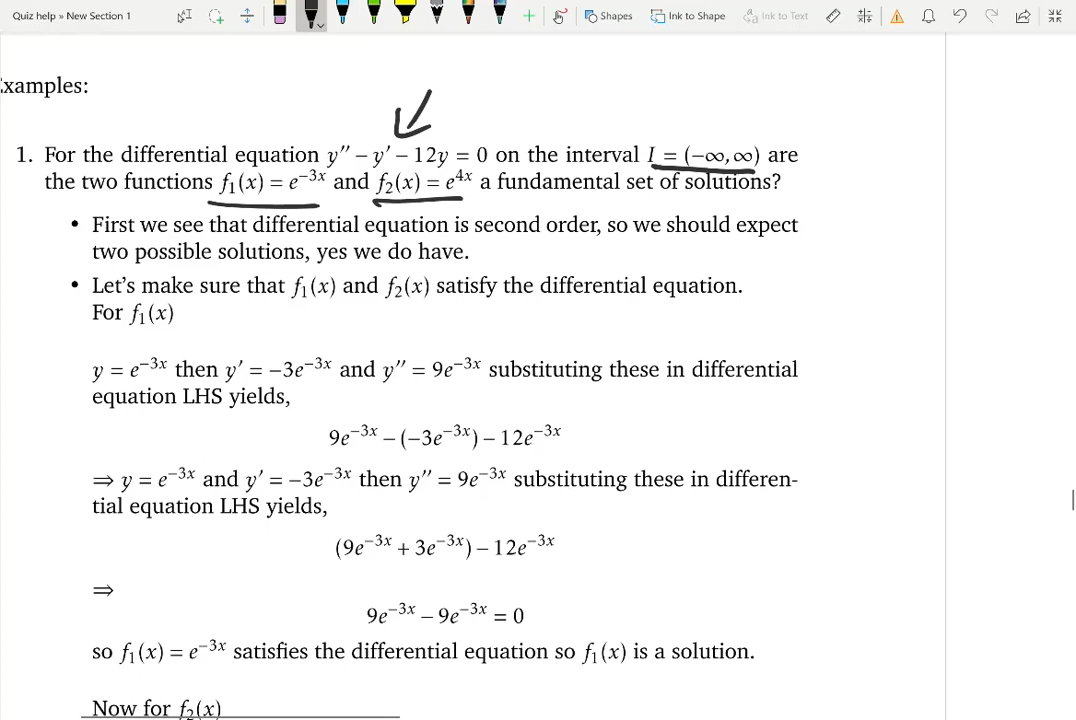 Quiz help » New Section 1
Shapes
Ink to Shape
Ink to Text
xamples:
1. For the differential equation y′′ − y′ − 12y = 0 on the interval I = (−∞, ∞) are
the two functions f₁(x) = e⁻³ˣ and f₂(x) = e⁴ˣ a fundamental set of solutions?
• First we see that differential equation is second order, so we should expect
two possible solutions, yes we do have.
• Let's make sure that f₁(x) and f₂(x) satisfy the differential equation.
For f₁(x)
y = e⁻³ˣ then y′ = −3e⁻³ˣ and y′′ = 9e⁻³ˣ substituting these in differential
equation LHS yields,
9e⁻³ˣ − (−3e⁻³ˣ) − 12e⁻³ˣ
⇒ y = e⁻³ˣ and y′ = −3e⁻³ˣ then y′′ = 9e⁻³ˣ substituting these in differen-
tial equation LHS yields,
(9e⁻³ˣ + 3e⁻³ˣ) − 12e⁻³ˣ
⇒
9e⁻³ˣ − 9e⁻³ˣ = 0
so f₁(x) = e⁻³ˣ satisfies the differential equation so f₁(x) is a solution.
Now for f₂(x)